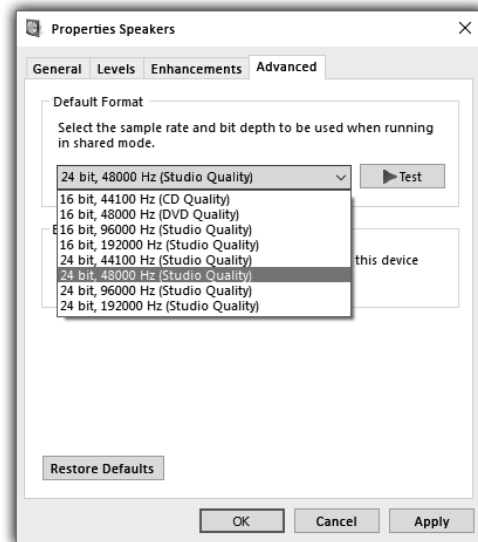 Properties Speakers
General Levels Enhancements Advanced
Default Format
Select the sample rate and bit depth to be used when running
in shared mode.
24 bit, 48000 Hz (Studio Quality)
Test
16 bit, 44100 Hz (CD Quality)
16 bit, 48000 Hz (DVD Quality)
16 bit, 96000 Hz (Studio Quality)
16 bit, 192000 Hz (Studio Quality)
24 bit, 44100 Hz (Studio Quality)
this device
24 bit, 48000 Hz (Studio Quality)
24 bit, 96000 Hz (Studio Quality)
24 bit, 192000 Hz (Studio Quality)
Restore Defaults
OK Cancel Apply